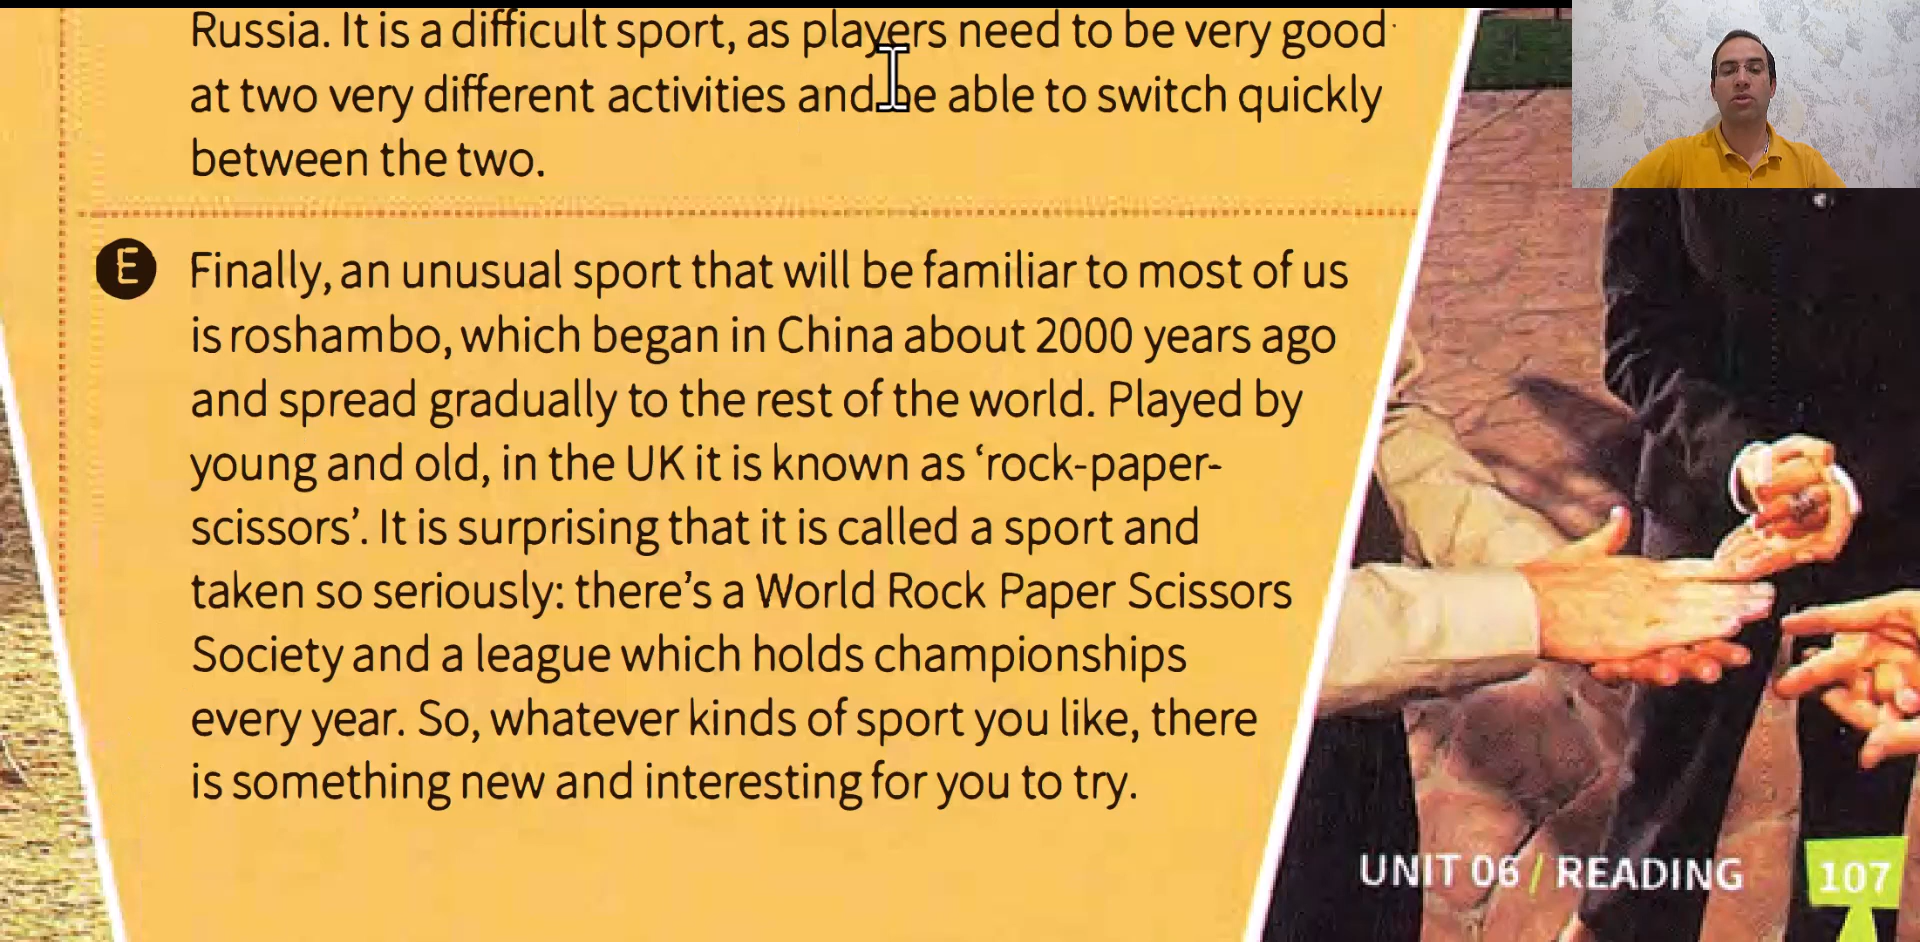 Russia. It is a difficult sport, as players need to be very good
at two very different activities and be able to switch quickly
between the two.
E
Finally, an unusual sport that will be familiar to most of us
is roshambo, which began in China about 2000 years ago
and spread gradually to the rest of the world. Played by
young and old, in the UK it is known as ‘rock-paper-
scissors’. It is surprising that it is called a sport and
taken so seriously: there’s a World Rock Paper Scissors
Society and a league which holds championships
every year. So, whatever kinds of sport you like, there
is something new and interesting for you to try.
UNIT 06 / READING 107